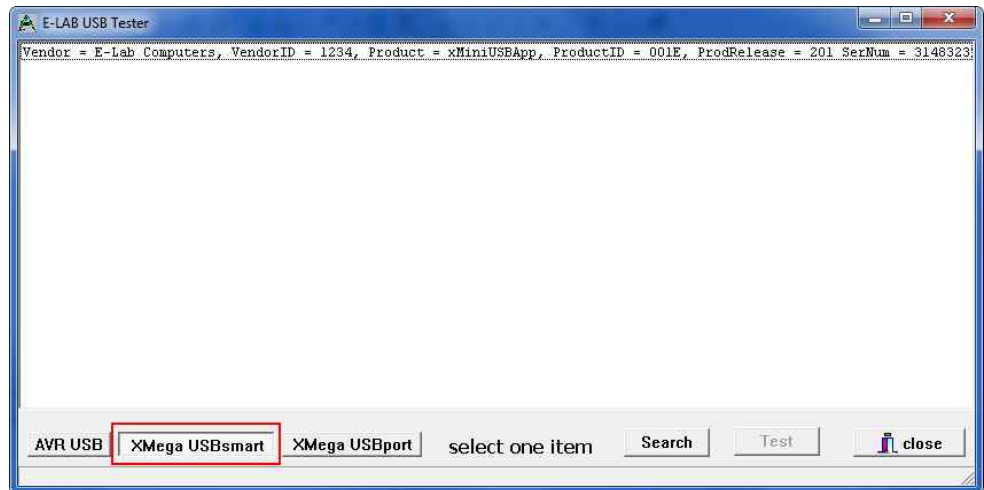 E-LAB USB Tester
Vendor = E-Lab Computers, VendorID = 1234, Product = xMiniUSBApp, ProductID = 001E, ProdRelease = 201 SerNum = 3148323
AVR USB XMega USBsmart XMega USBport select one item Search Test close